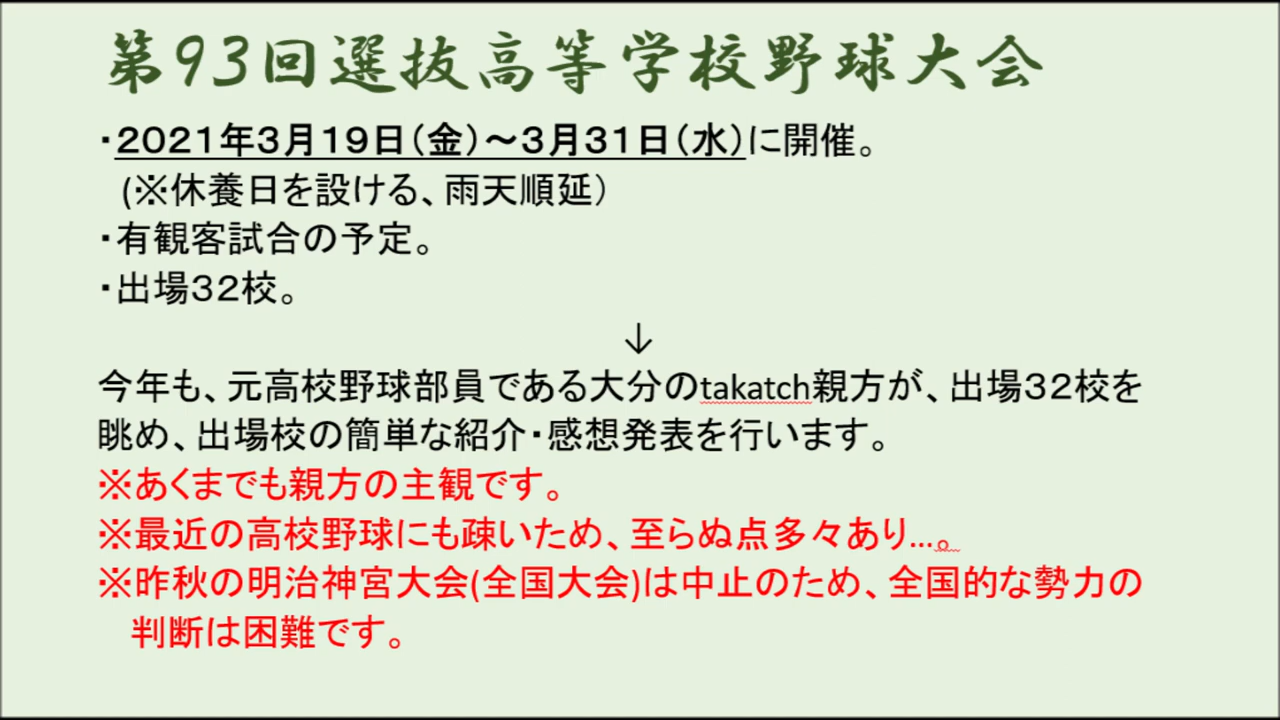 第93回選抜高等学校野球大会
・2021年3月19日(金)～3月31日(水)に開催。
(※休養日を設ける、雨天順延)
・有観客試合の予定。
・出場32校。
↓
今年も、元高校野球部員である大分のtakatch親方が、出場32校を
眺め、出場校の簡単な紹介・感想発表を行います。
※あくまでも親方の主観です。
※最近の高校野球にも疎いため、至らぬ点多々あり…。
※昨秋の明治神宮大会(全国大会)は中止のため、全国的な勢力の
判断は困難です。